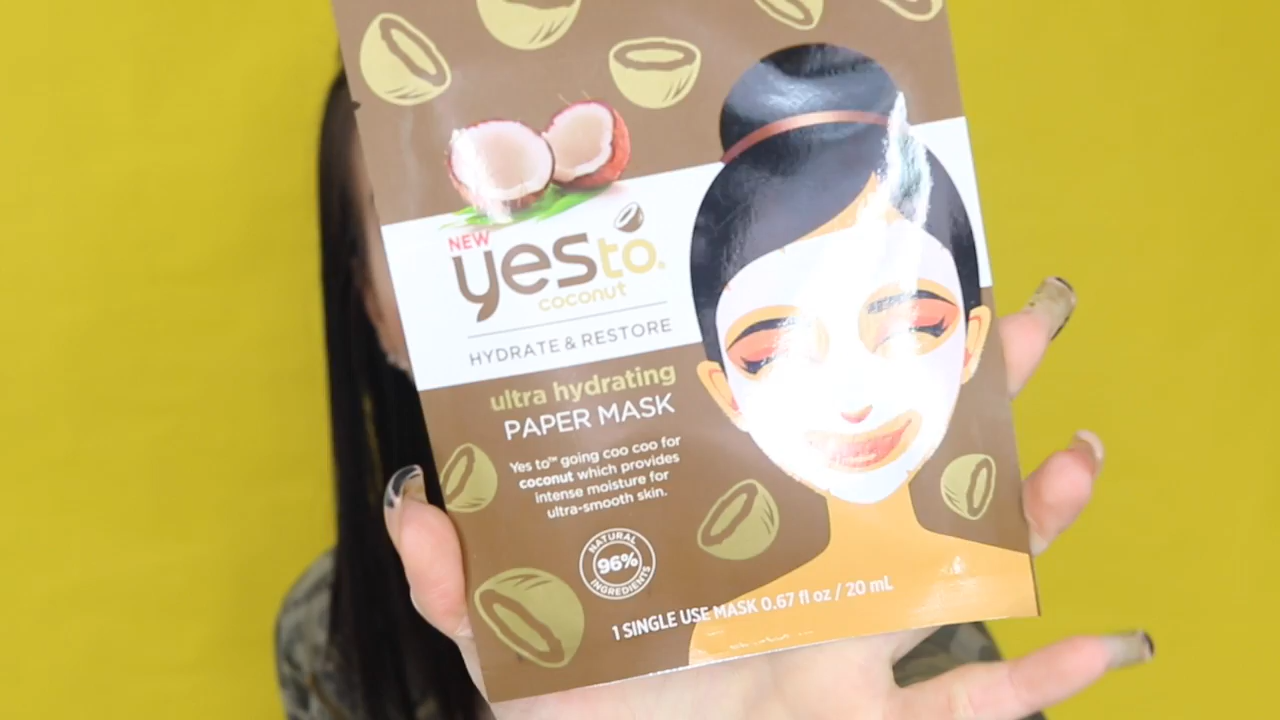 NEW
yes to.
coconut
HYDRATE & RESTORE
ultra hydrating
PAPER MASK
Yes to™ going coo coo for
coconut which provides
intense moisture for
ultra-smooth skin.
NATURAL
96%
INGREDIENTS
1 SINGLE USE MASK 0.67 fl oz / 20 mL